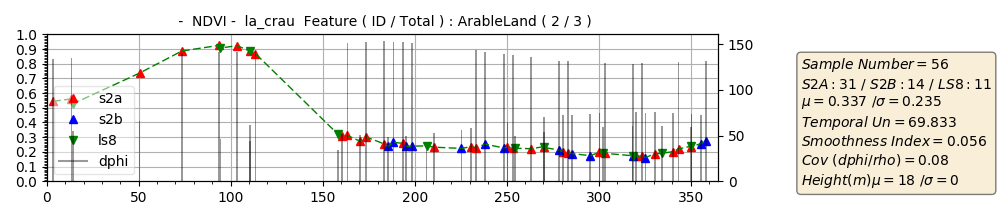 - NDVI - la_crau Feature ( ID / Total ) : ArableLand ( 2 / 3 )
1.0
0.9
0.8
0.7
0.6
0.5
0.4
0.3
0.2
0.1
0.0
0 50 100 150 200 250 300 350
150
100
50
0
s2a
s2b
ls8
dphi
Sample Number = 56
S2A : 31 / S2B : 14 / LS8 : 11
μ = 0.337 /σ = 0.235
Temporal Un = 69.833
Smoothness Index = 0.056
Cov (dphi/rho) = 0.08
Height(m)μ = 18 /σ = 0